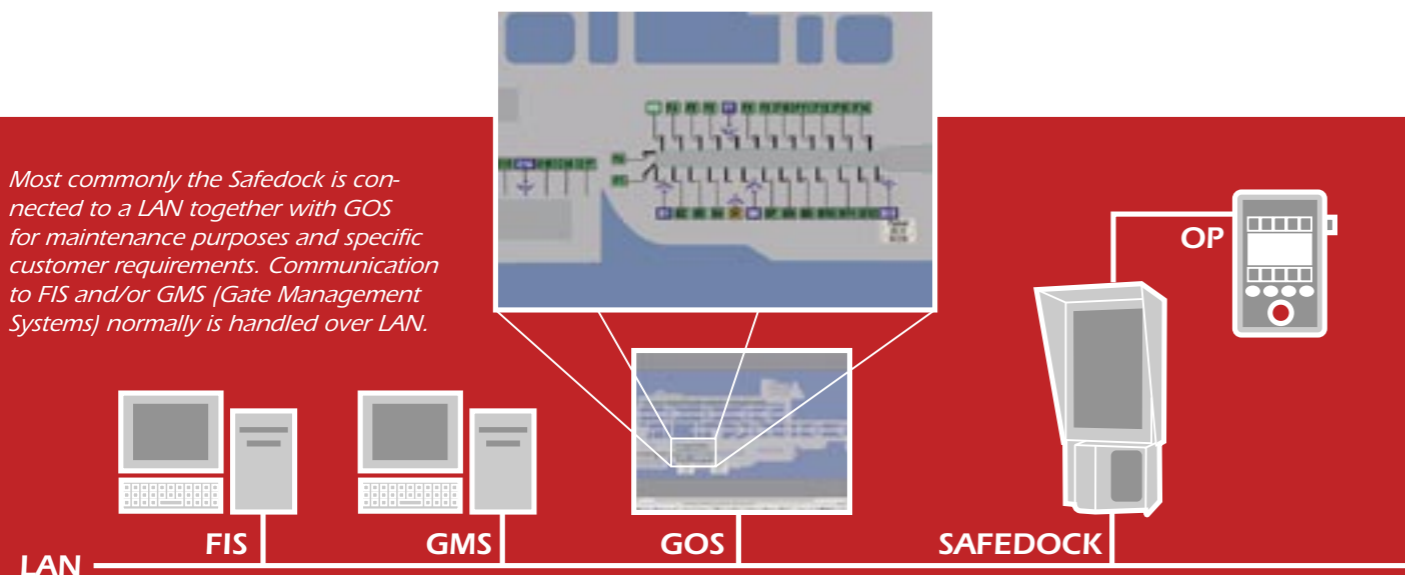 Most commonly the Safedock is con-
nected to a LAN together with GOS
for maintenance purposes and specific
customer requirements. Communication
to FIS and/or GMS (Gate Management
Systems) normally is handled over LAN.
OP
FIS
GMS
GOS
SAFEDOCK
LAN